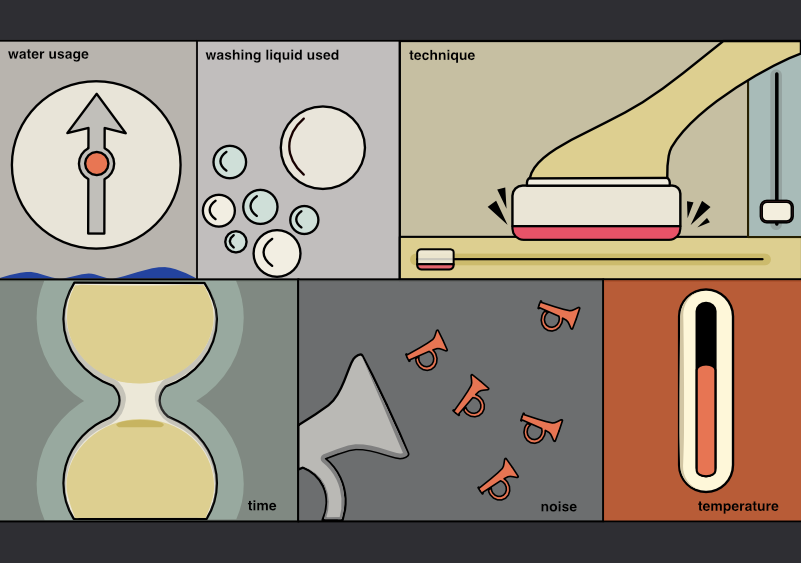 water usage
washing liquid used
technique
time
noise
temperature